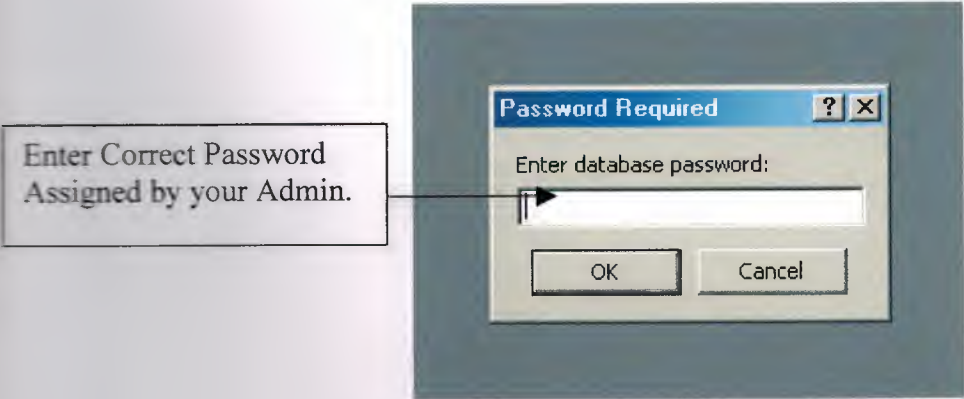 Enter Correct Password
Assigned by your Admin.
Password Required
? X
Enter database password:
OK
Cancel